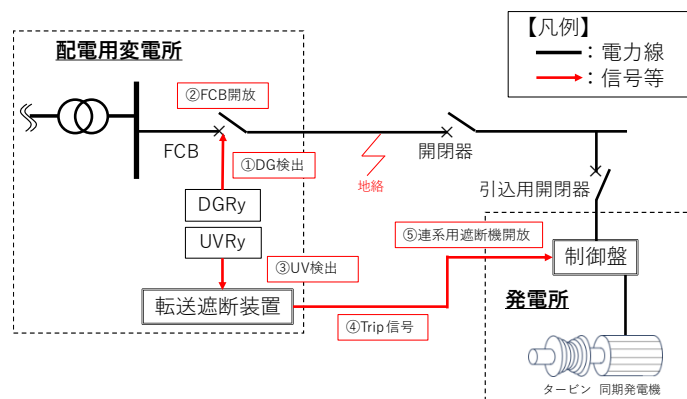 【凡例】
：電力線
：信号等
配電用変電所
②FCB開放
FCB
①DG検出
地絡
開閉器
引込用開閉器
DGRy
UVRy
③UV検出
転送遮断装置
④Trip信号
⑤連系用遮断機開放
制御盤
発電所
タービン 同期発電機